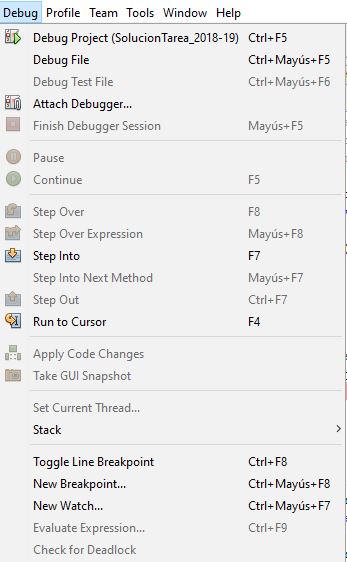 Debug Profile Team Tools Window Help
Debug Project (SolucionTarea_2018-19) Ctrl+F5
Debug File Ctrl+Mayús+F5
Debug Test File Ctrl+Mayús+F6
Attach Debugger...
Finish Debugger Session Mayús+F5
Pause
Continue F5
Step Over F8
Step Over Expression Mayús+F8
Step Into F7
Step Into Next Method Mayús+F7
Step Out Ctrl+F7
Run to Cursor F4
Apply Code Changes
Take GUI Snapshot
Set Current Thread...
Stack
Toggle Line Breakpoint Ctrl+F8
New Breakpoint... Ctrl+Mayús+F8
New Watch... Ctrl+Mayús+F7
Evaluate Expression... Ctrl+F9
Check for Deadlock